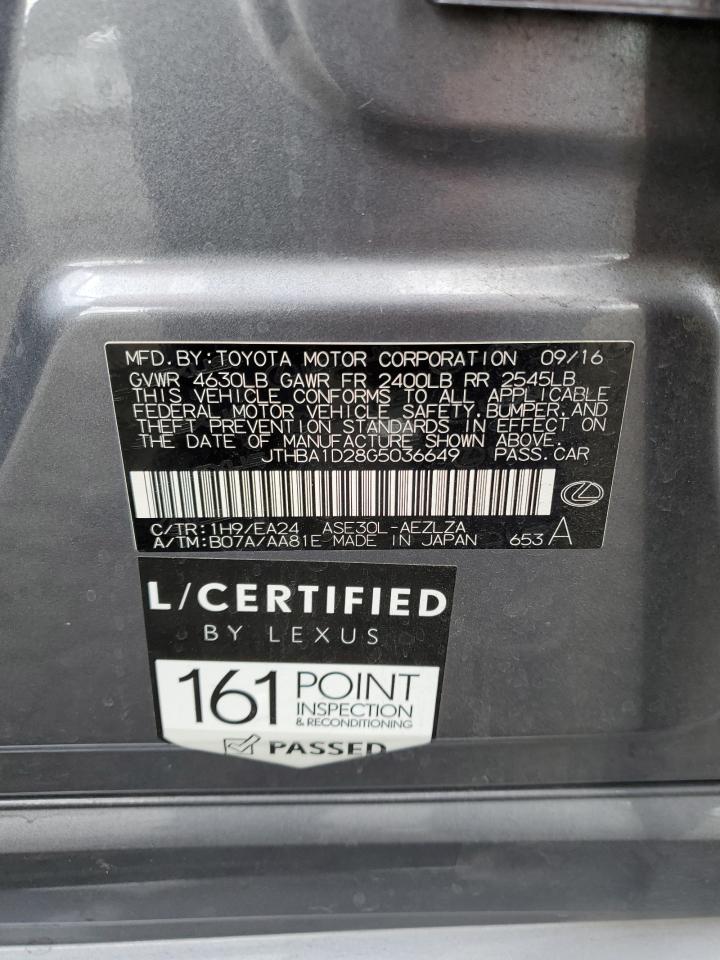 MFD.BY:TOYOTA MOTOR CORPORATION 09/16
GVWR 4630LB GAWR FR 2400LB RR 2545LB
THIS VEHICLE CONFORMS TO ALL APPLICABLE
FEDERAL MOTOR VEHICLE SAFETY,BUMPER,AND
THEFT PREVENTION STANDARDS IN EFFECT ON
THE DATE OF MANUFACTURE SHOWN ABOVE.
JTHBA1D28G5036649 PASS.CAR
C/TR:1H9/EA24 ASE30L-AEZLZA
A/TM:B07A/AA81E MADE IN JAPAN 653 A
L/CERTIFIED
BY LEXUS
161 POINT
INSPECTION
& RECONDITIONING
PASSED